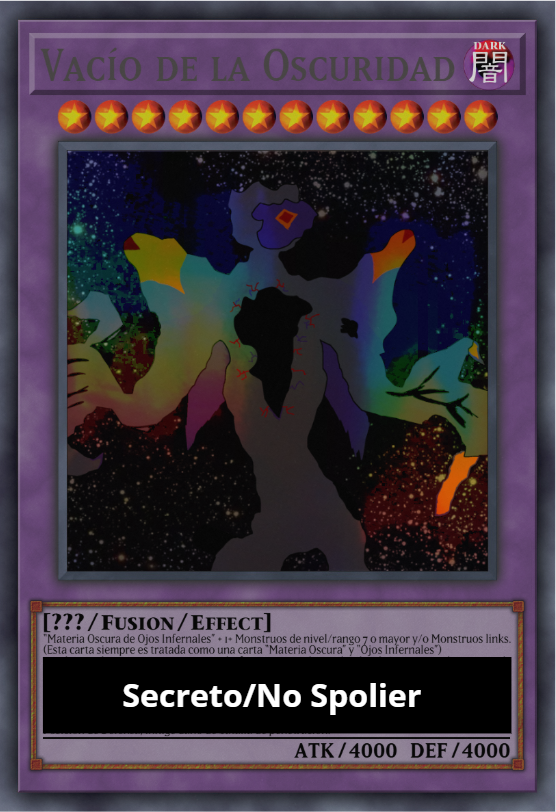 Vacío de la Oscuridad
DARK
闇
[???/Fusion/Effect]
"Materia Oscura de Ojos Infernales" + 1+ Monstruos de nivel/rango 7 o mayor y/o Monstruos links.
(Esta carta siempre es tratada como una carta "Materia Oscura" y "Ojos Infernales")
Secreto/No Spolier
ATK/4000 DEF/4000